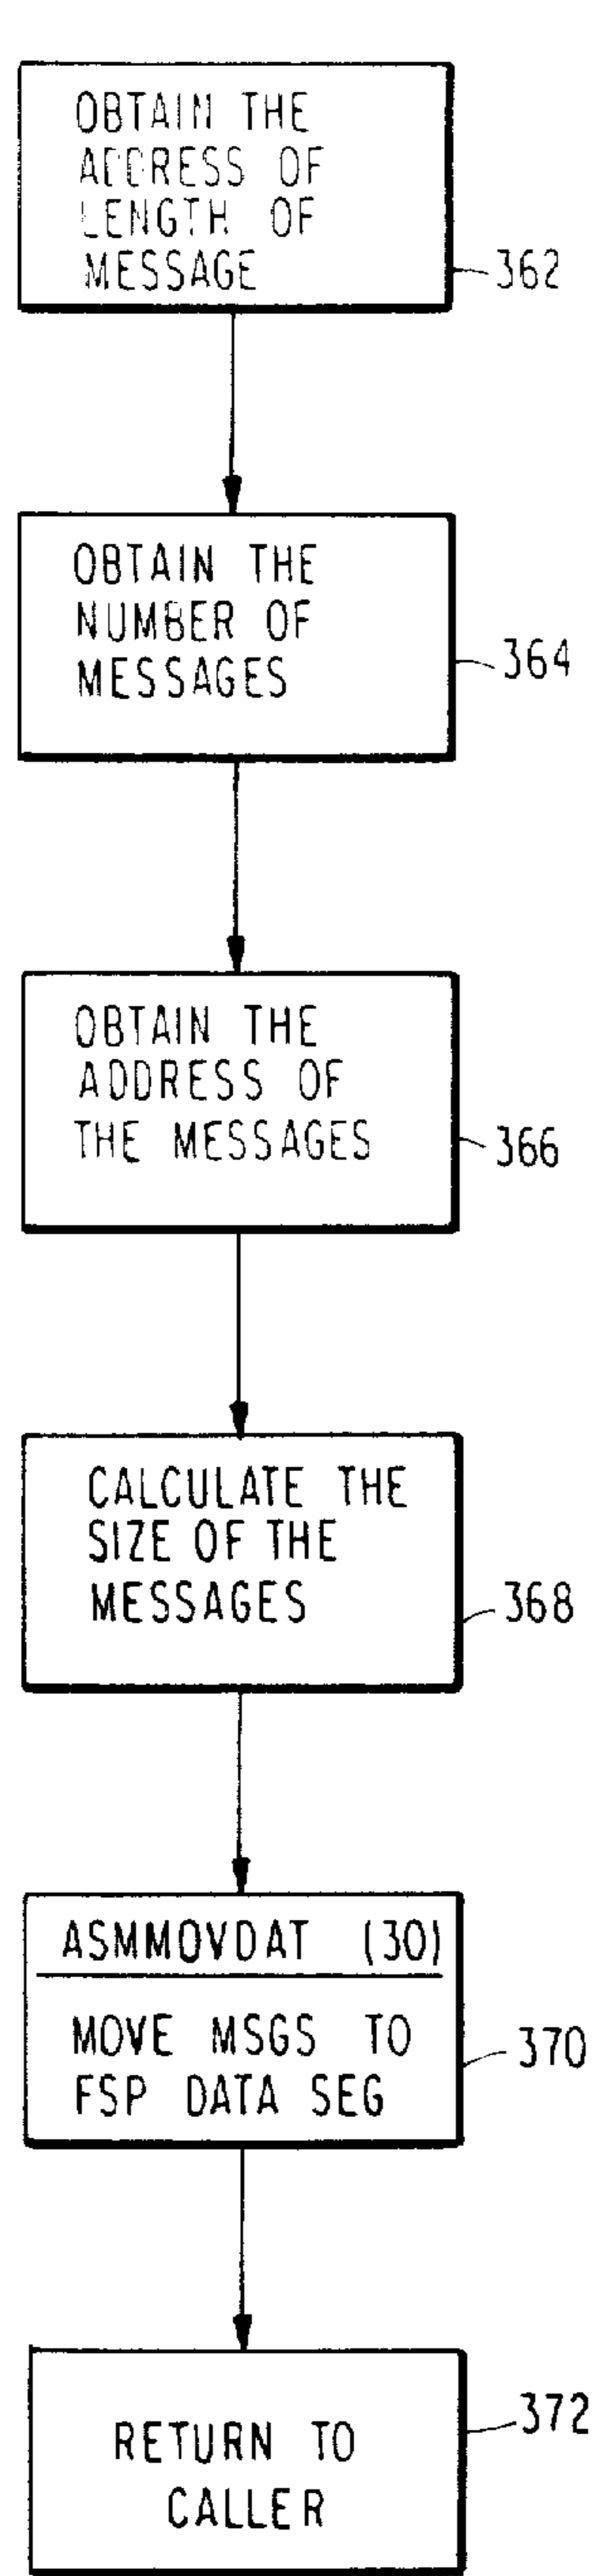 OBTAIN THE
ADDRESS OF
LENGTH OF
MESSAGE
362
OBTAIN THE
NUMBER OF
MESSAGES
364
OBTAIN THE
ADDRESS OF
THE MESSAGES
366
CALCULATE THE
SIZE OF THE
MESSAGES
368
ASMMOVDAT (30)
MOVE MSGS TO
FSP DATA SEG
370
RETURN TO
CALLER
372